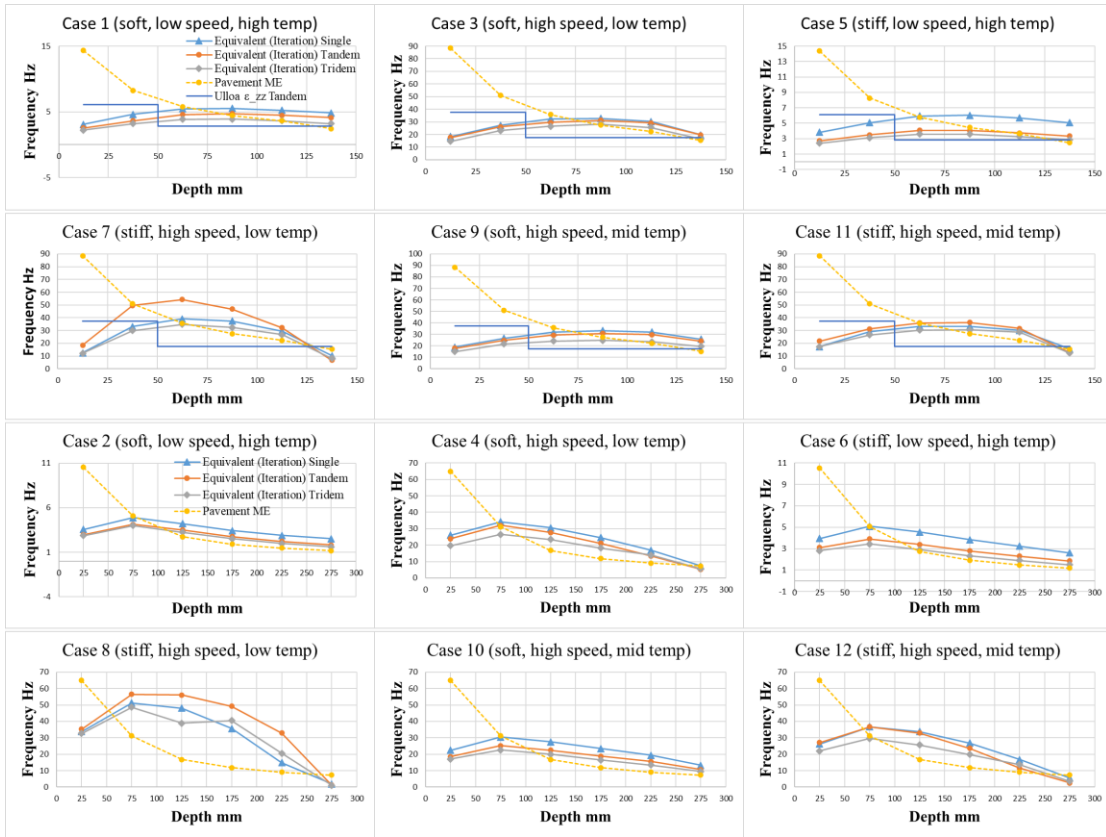 Case 1 (soft, low speed, high temp)
Frequency Hz
15
5
-5
0
50
100
150
Depth mm
Equivalent (Iteration) Single
Equivalent (Iteration) Tandem
Equivalent (Iteration) Tridem
Pavement ME
Ulloa ε_zz Tandem
Case 3 (soft, high speed, low temp)
Frequency Hz
90
80
70
60
50
40
30
20
10
0
0
50
100
150
Depth mm
Case 5 (stiff, low speed, high temp)
Frequency Hz
15
13
11
9
7
5
3
1
-1
0
50
100
150
Depth mm
Case 7 (stiff, high speed, low temp)
Frequency Hz
90
80
70
60
50
40
30
20
10
0
0
50
100
150
Depth mm
Case 9 (soft, high speed, mid temp)
Frequency Hz
100
90
80
70
60
50
40
30
20
10
0
0
50
100
150
Depth mm
Case 11 (stiff, high speed, mid temp)
Frequency Hz
90
80
70
60
50
40
30
20
10
0
0
50
100
150
Depth mm
Case 2 (soft, low speed, high temp)
Frequency Hz
11
6
1
-4
0 25 50 75 100 125 150 175 200 225 250 275 300
Depth mm
Equivalent (Iteration) Single
Equivalent (Iteration) Tandem
Equivalent (Iteration) Tridem
Pavement ME
Case 4 (soft, high speed, low temp)
Frequency Hz
70
60
50
40
30
20
10
0
0 25 50 75 100 125 150 175 200 225 250 275 300
Depth mm
Case 6 (stiff, low speed, high temp)
Frequency Hz
11
9
7
5
3
1
-1
0 25 50 75 100 125 150 175 200 225 250 275 300
Depth mm
Case 8 (stiff, high speed, low temp)
Frequency Hz
70
60
50
40
30
20
10
0
0 25 50 75 100 125 150 175 200 225 250 275 300
Depth mm
Case 10 (soft, high speed, mid temp)
Frequency Hz
70
60
50
40
30
20
10
0
0 25 50 75 100 125 150 175 200 225 250 275 300
Depth mm
Case 12 (stiff, high speed, mid temp)
Frequency Hz
70
60
50
40
30
20
10
0
0 25 50 75 100 125 150 175 200 225 250 275 300
Depth mm